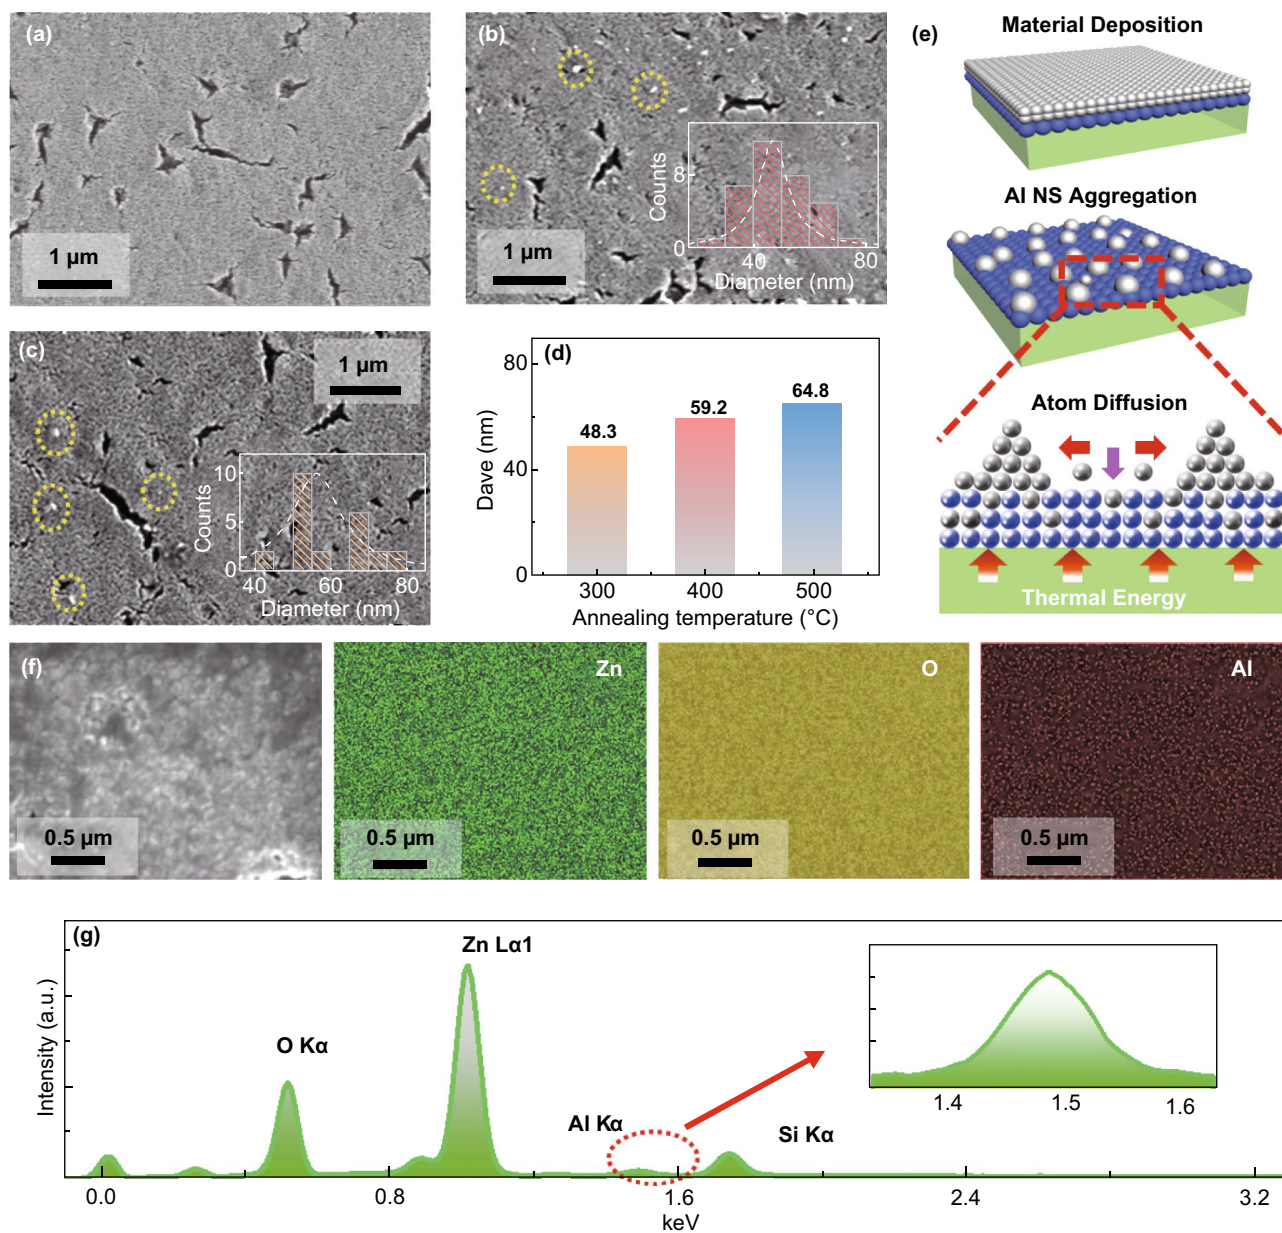 (a)
1 µm
(b)
Counts
8
0
40
80
Diameter (nm)
1 µm
(c)
1 µm
Counts
10
5
0
40
60
80
Diameter (nm)
(d)
Dave (nm)
80
40
0
48.3
59.2
64.8
300
400
500
Annealing temperature (°C)
(e)
Material Deposition
Al NS Aggregation
Atom Diffusion
Thermal Energy
(f)
0.5 µm
Zn
0.5 µm
O
0.5 µm
Al
0.5 µm
(g)
Intensity (a.u.)
O Kα
Zn Lα1
Al Kα
Si Kα
1.4
1.5
1.6
0.0
0.8
1.6
2.4
3.2
keV